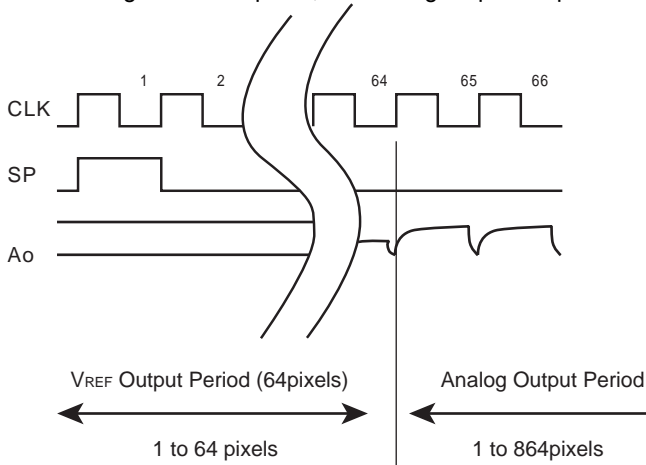 1 2 64 65 66
CLK
SP
Ao
VREF Output Period (64pixels) Analog Output Period
1 to 64 pixels 1 to 864pixels